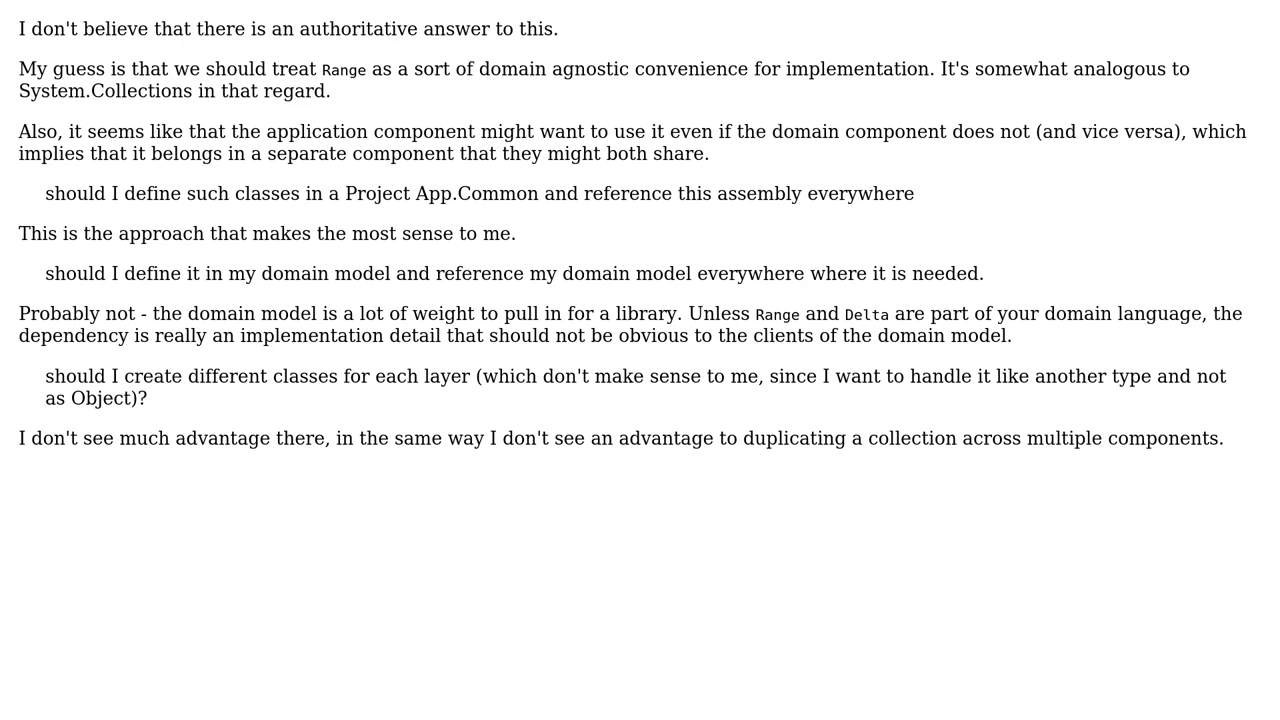 I don't believe that there is an authoritative answer to this.
My guess is that we should treat Range as a sort of domain agnostic convenience for implementation. It's somewhat analogous to
System.Collections in that regard.
Also, it seems like that the application component might want to use it even if the domain component does not (and vice versa), which
implies that it belongs in a separate component that they might both share.
should I define such classes in a Project App.Common and reference this assembly everywhere
This is the approach that makes the most sense to me.
should I define it in my domain model and reference my domain model everywhere where it is needed.
Probably not - the domain model is a lot of weight to pull in for a library. Unless Range and Delta are part of your domain language, the
dependency is really an implementation detail that should not be obvious to the clients of the domain model.
should I create different classes for each layer (which don't make sense to me, since I want to handle it like another type and not
as Object)?
I don't see much advantage there, in the same way I don't see an advantage to duplicating a collection across multiple components.